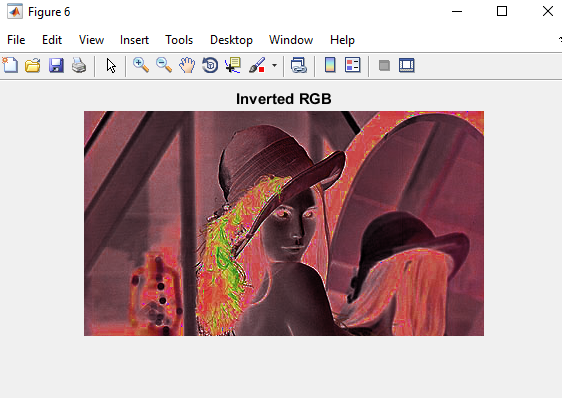 Figure 6
File Edit View Insert Tools Desktop Window Help
Inverted RGB